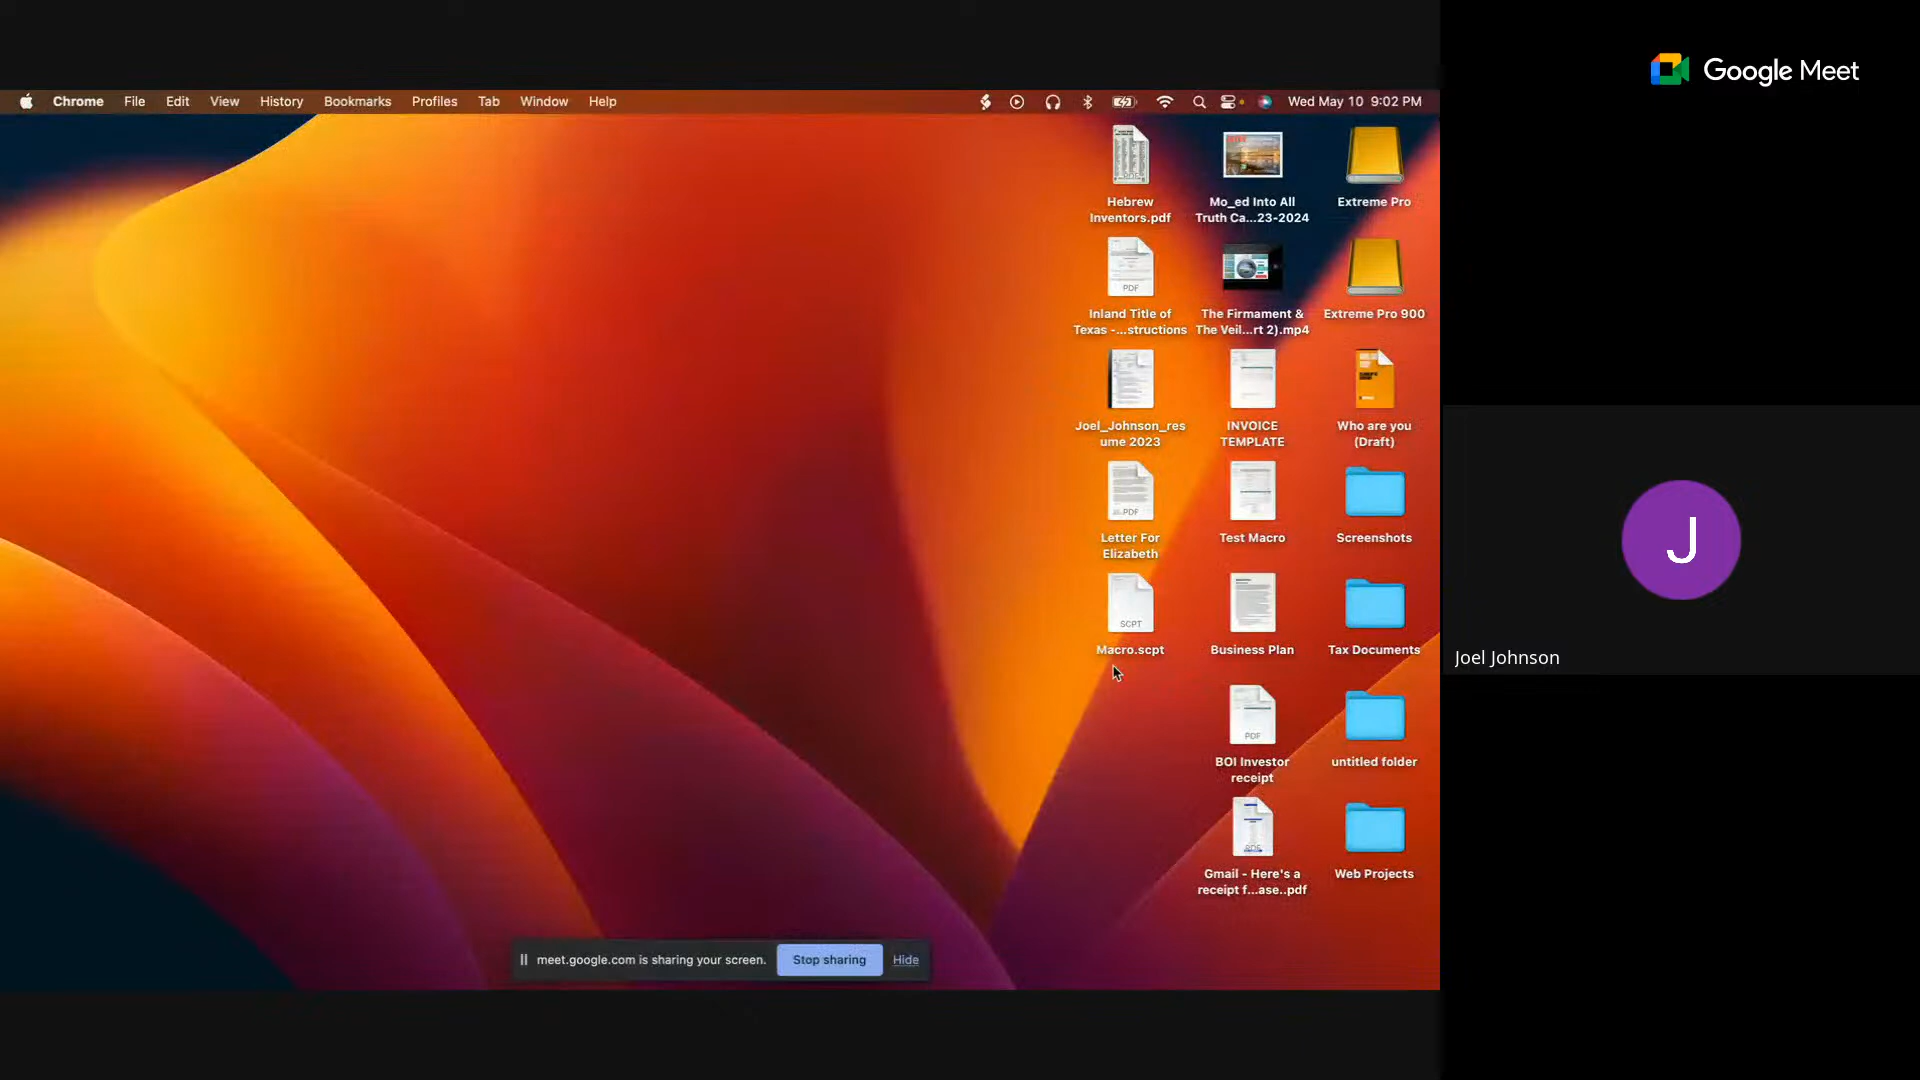 Google Meet
Chrome File Edit View History Bookmarks Profiles Tab Window Help
Wed May 10 9:02 PM
Hebrew
Inventors.pdf
Mo_ed Into All
Truth Ca...23-2024
Extreme Pro
PDF
Inland Title of
Texas -...structions
The Firmament &
The Veil...rt 2).mp4
Extreme Pro 900
Joel_Johnson_res
ume 2023
INVOICE
TEMPLATE
Who are you
(Draft)
PDF
Letter For
Elizabeth
Test Macro
Screenshots
SCPT
Macro.scpt
Business Plan
Tax Documents
PDF
BOI Investor
receipt
untitled folder
PDF
Gmail - Here's a
receipt f...ase..pdf
Web Projects
meet.google.com is sharing your screen.
Stop sharing
Hide
J
Joel Johnson